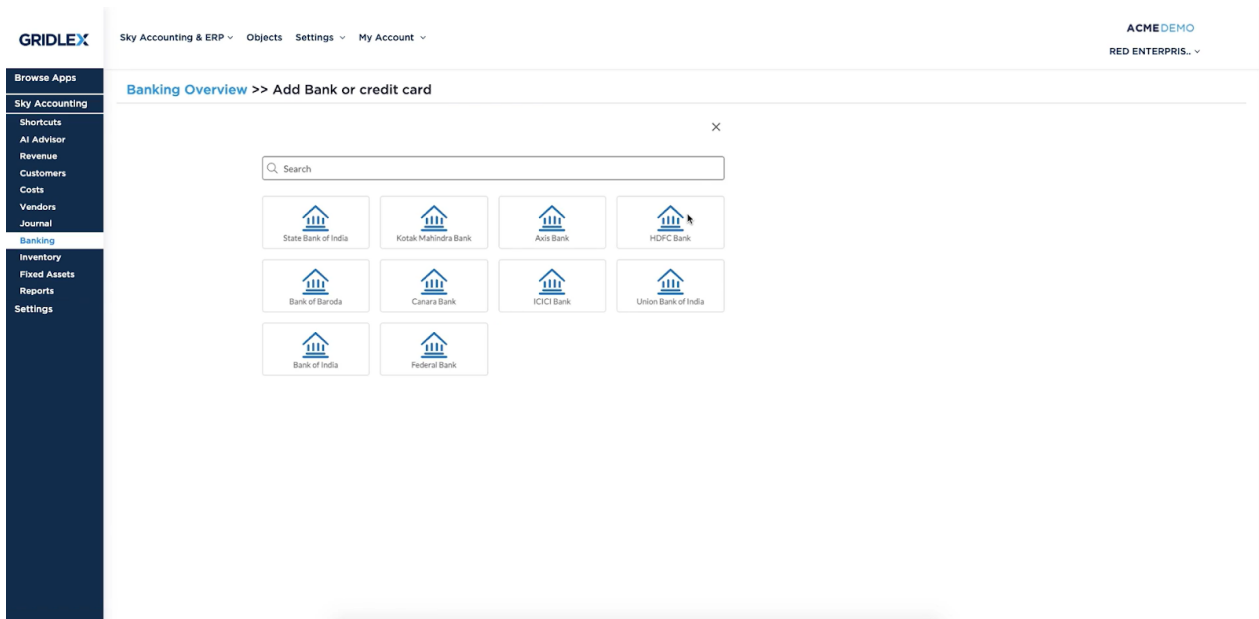 GRIDLEX
Sky Accounting & ERP Objects Settings My Account
ACMEDEMO
RED ENTERPRIS..
Browse Apps
Sky Accounting
Shortcuts
AI Advisor
Revenue
Customers
Costs
Vendors
Journal
Banking
Inventory
Fixed Assets
Reports
Settings
Banking Overview >> Add Bank or credit card
Search
State Bank of India Kotak Mahindra Bank Axis Bank HDFC Bank
Bank of Baroda Canara Bank ICICI Bank Union Bank of India
Bank of India Federal Bank